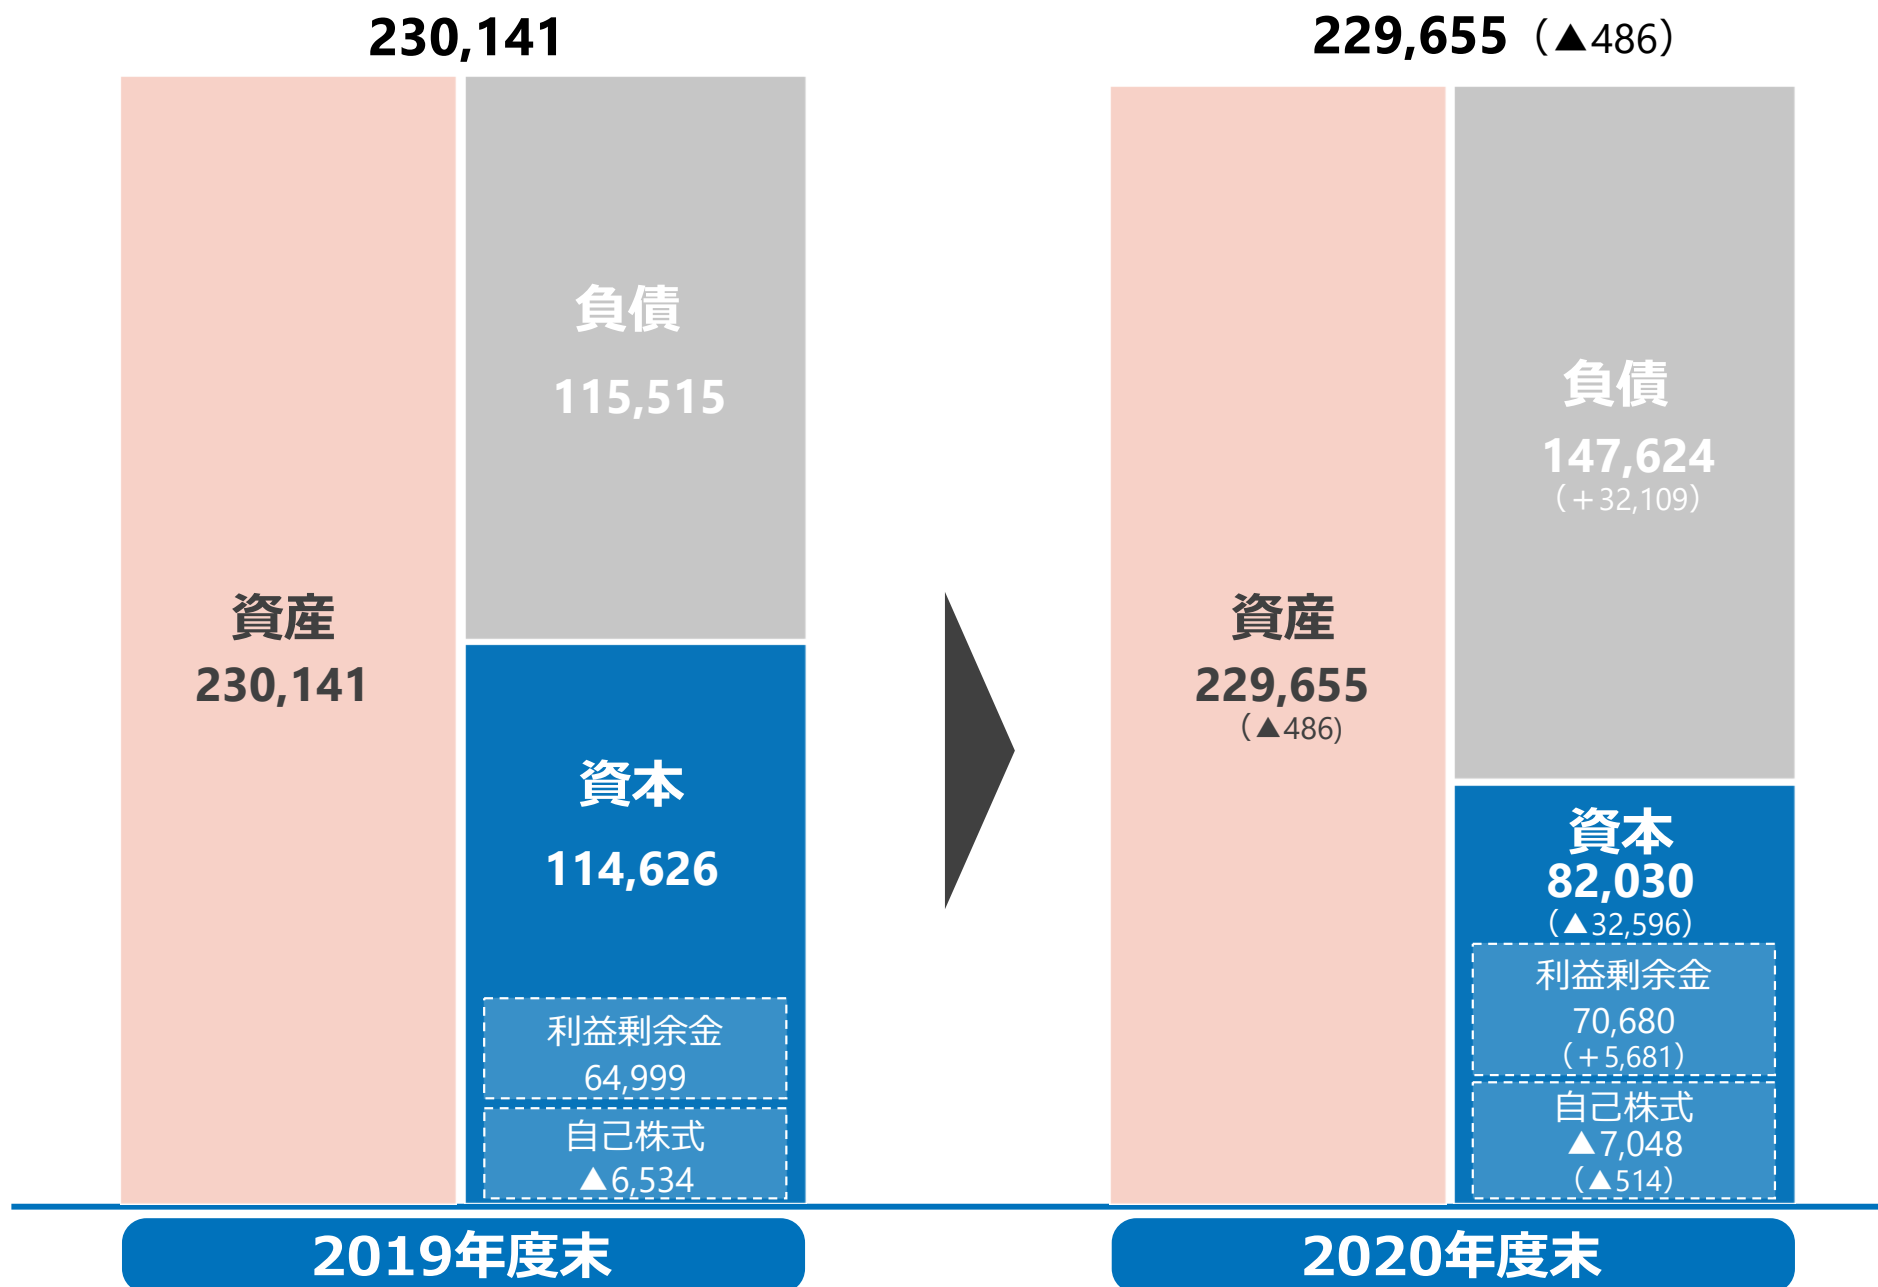 230,141
資産
230,141
負債
115,515
資本
114,626
利益剰余金
64,999
自己株式
▲6,534
2019年度末
229,655（▲486）
資産
229,655
（▲486）
負債
147,624
（＋32,109）
資本
82,030
（▲32,596）
利益剰余金
70,680
（＋5,681）
自己株式
▲7,048
（▲514）
2020年度末